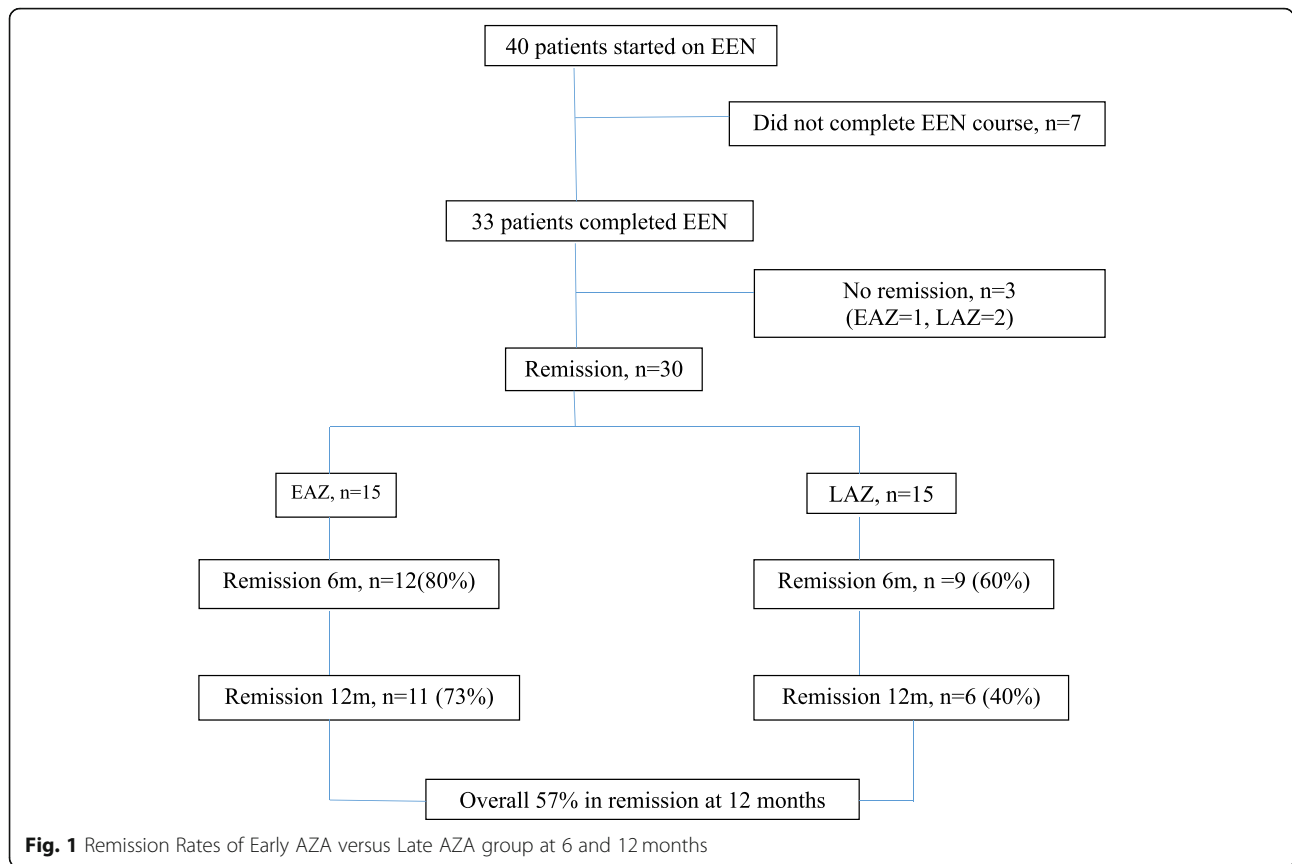 40 patients started on EEN
Did not complete EEN course, n=7
33 patients completed EEN
No remission, n=3
(EAZ=1, LAZ=2)
Remission, n=30
EAZ, n=15
LAZ, n=15
Remission 6m, n=12(80%)
Remission 6m, n =9 (60%)
Remission 12m, n=11 (73%)
Remission 12m, n=6 (40%)
Overall 57% in remission at 12 months
Fig. 1 Remission Rates of Early AZA versus Late AZA group at 6 and 12 months